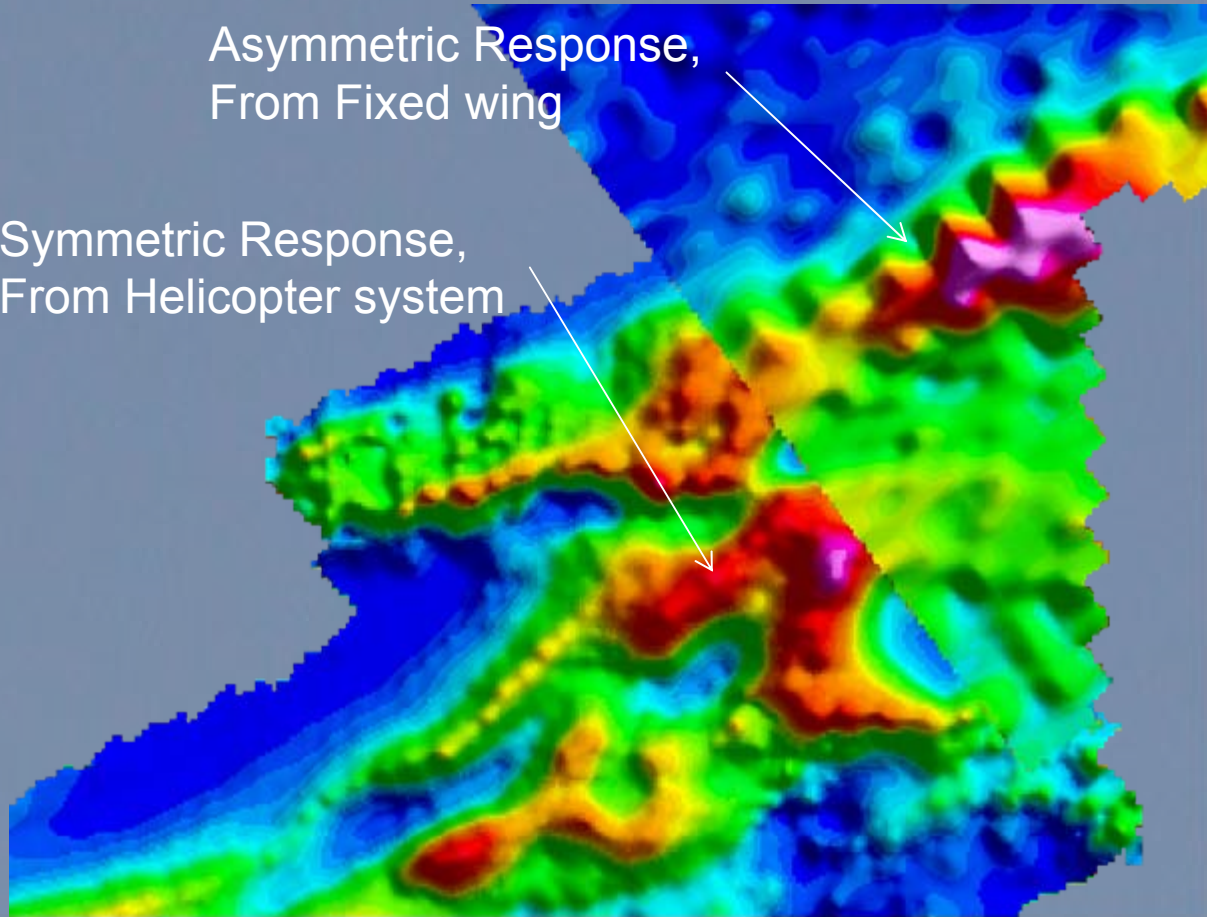 Asymmetric Response,
From Fixed wing
Symmetric Response,
From Helicopter system